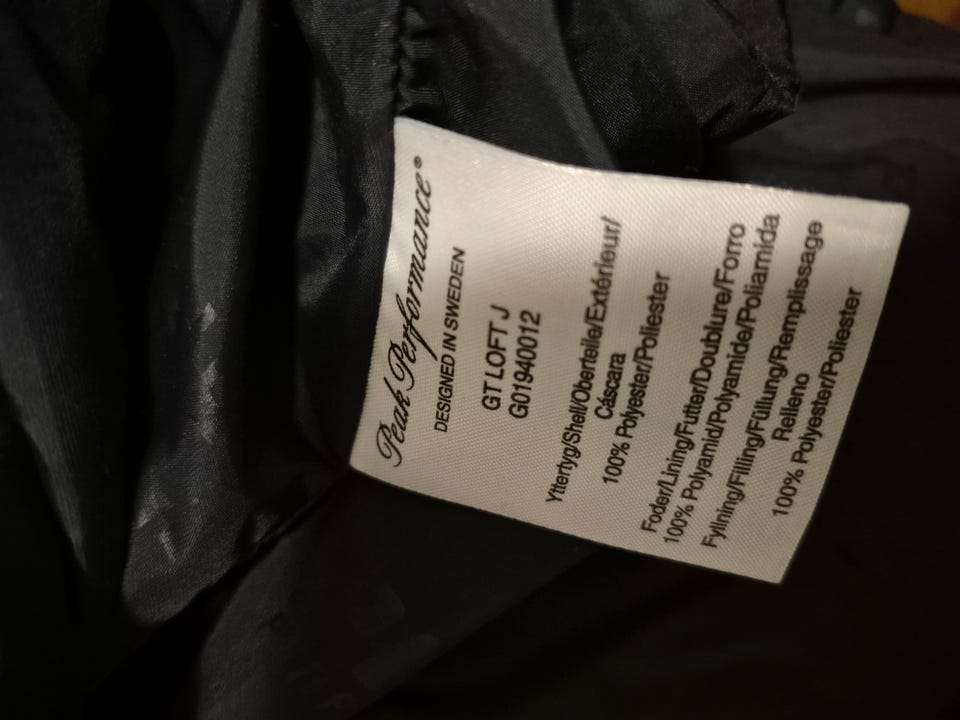 Peak Performance®
DESIGNED IN SWEDEN
GT LOFT J
G01940012
Yttertyg/Shell/Oberteile/Extérieur/
Cáscara
100% Polyester/Poliester
Foder/Lining/Futter/Doublure/Forro
100% Polyamid/Polyamide/Poliamida
Fyllning/Filling/Füllung/Remplissage
Relleno
100% Polyester/Poliester